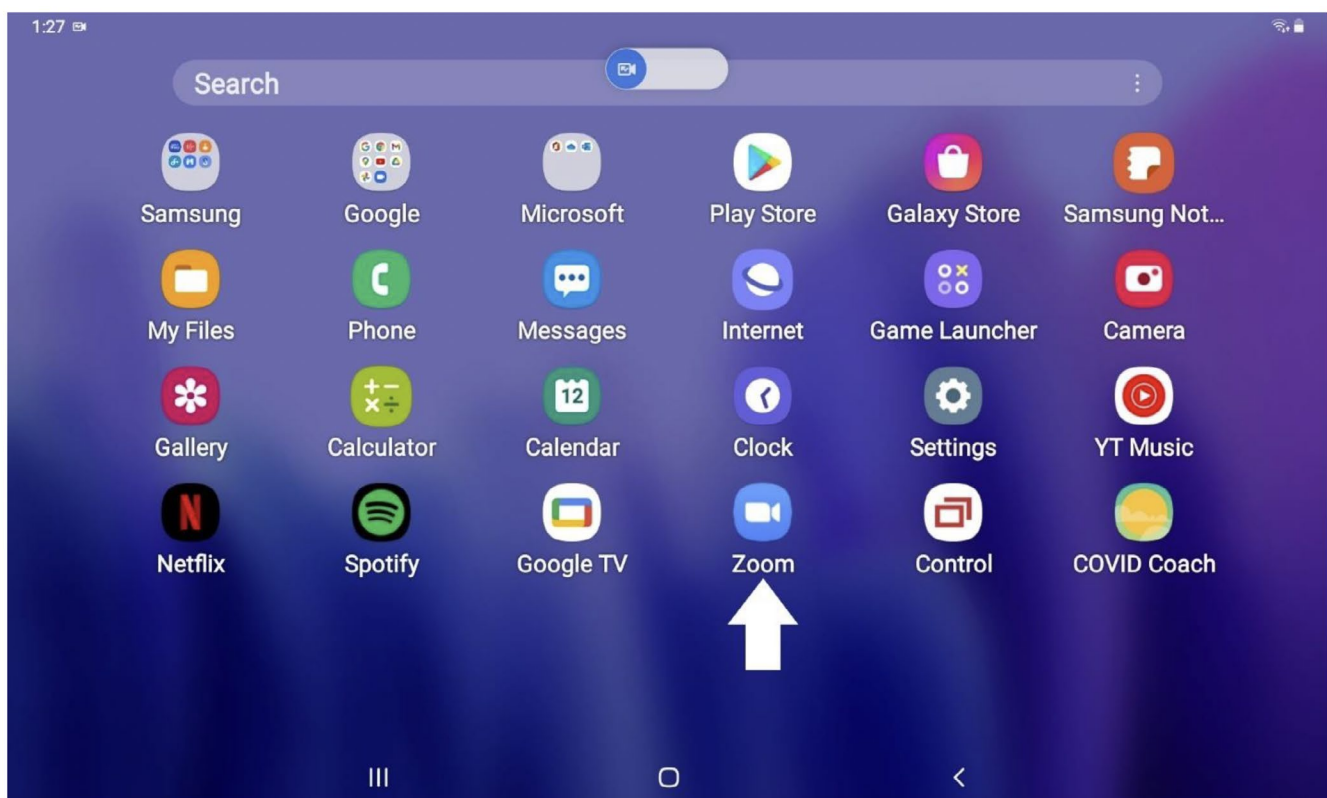 1:27
Search
Samsung Google Microsoft Play Store Galaxy Store Samsung Not...
My Files Phone Messages Internet Game Launcher Camera
12
Gallery Calculator Calendar Clock Settings YT Music
N
Netflix Spotify Google TV Zoom Control COVID Coach